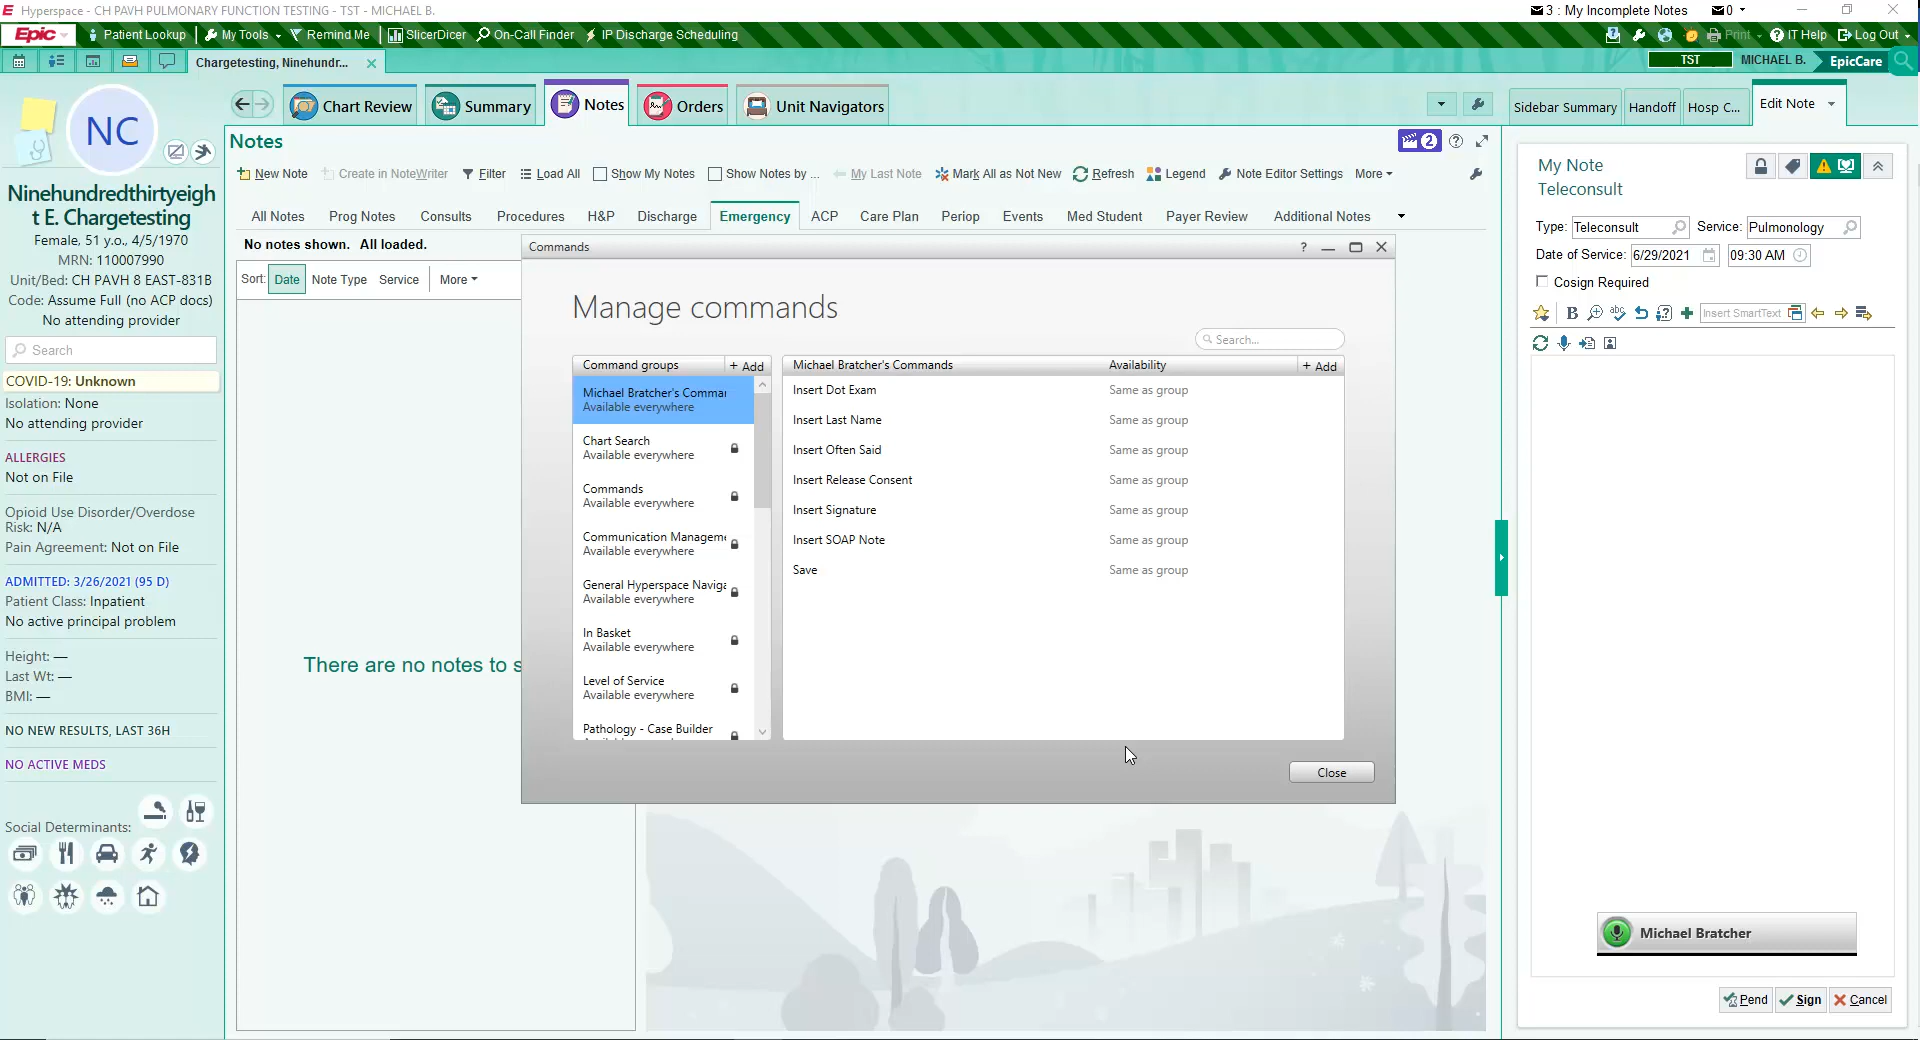 Hyperspace - CH PAVH PULMONARY FUNCTION TESTING - TST - MICHAEL B.
3 : My Incomplete Notes
0
Epic
Patient Lookup
My Tools
Remind Me
SlicerDicer
On-Call Finder
IP Discharge Scheduling
Print
IT Help
Log Out
Chargetesting, Ninehundr...
TST
MICHAEL B.
EpicCare
NC
Ninehundredthirtyeigh
t E. Chargetesting
Female, 51 y.o., 4/5/1970
MRN: 110007990
Unit/Bed: CH PAVH 8 EAST-831B
Code: Assume Full (no ACP docs)
No attending provider
Search
COVID-19: Unknown
Isolation: None
No attending provider
ALLERGIES
Not on File
Opioid Use Disorder/Overdose
Risk: N/A
Pain Agreement: Not on File
ADMITTED: 3/26/2021 (95 D)
Patient Class: Inpatient
No active principal problem
Height: —
Last Wt: —
BMI: —
NO NEW RESULTS, LAST 36H
NO ACTIVE MEDS
Social Determinants:
Chart Review
Summary
Notes
Orders
Unit Navigators
Notes
2
New Note
Create in NoteWriter
Filter
Load All
Show My Notes
Show Notes by ...
My Last Note
Mark All as Not New
Refresh
Legend
Note Editor Settings
More
All Notes
Prog Notes
Consults
Procedures
H&P
Discharge
Emergency
ACP
Care Plan
Periop
Events
Med Student
Payer Review
Additional Notes
No notes shown. All loaded.
Sort: Date Note Type Service More
There are no notes to s
Commands
?
Manage commands
Search...
Command groups
+ Add
Michael Bratcher's Comma
Available everywhere
Chart Search
Available everywhere
Commands
Available everywhere
Communication Manageme
Available everywhere
General Hyperspace Naviga
Available everywhere
In Basket
Available everywhere
Level of Service
Available everywhere
Pathology - Case Builder
Michael Bratcher's Commands
Availability
+ Add
Insert Dot Exam Same as group
Insert Last Name Same as group
Insert Often Said Same as group
Insert Release Consent Same as group
Insert Signature Same as group
Insert SOAP Note Same as group
Save Same as group
Close
Sidebar Summary
Handoff
Hosp C...
Edit Note
My Note
Teleconsult
Type: Teleconsult
Service: Pulmonology
Date of Service: 6/29/2021 09:30 AM
Cosign Required
B
abc
Insert SmartText
Michael Bratcher
Pend
Sign
Cancel